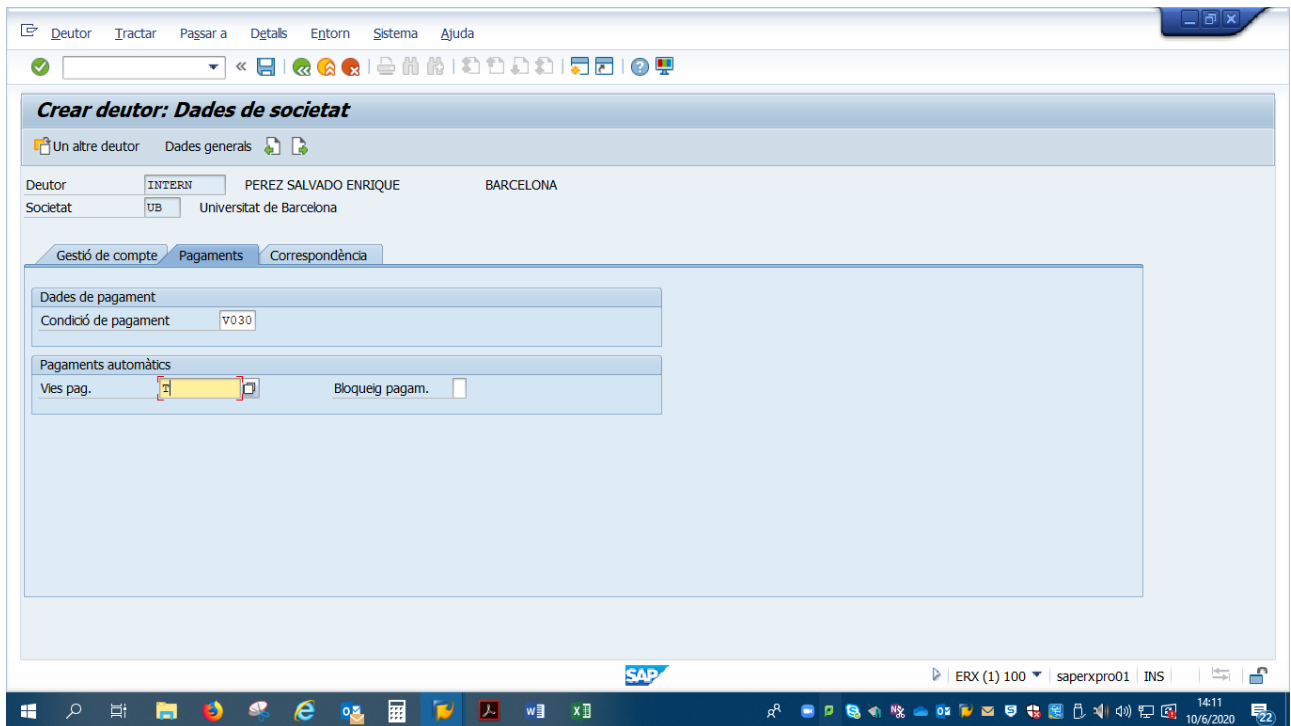 Deutor Tractar Passar a Detalls Entorn Sistema Ajuda
Crear deutor: Dades de societat
Un altre deutor Dades generals
Deutor INTERN PEREZ SALVADO ENRIQUE BARCELONA
Societat UB Universitat de Barcelona
Gestió de compte Pagaments Correspondència
Dades de pagament
Condició de pagament V030
Pagaments automàtics
Vies pag. T Bloqueig pagam.
SAP ERX (1) 100 saperxpro01 INS
14:11
10/6/2020 22